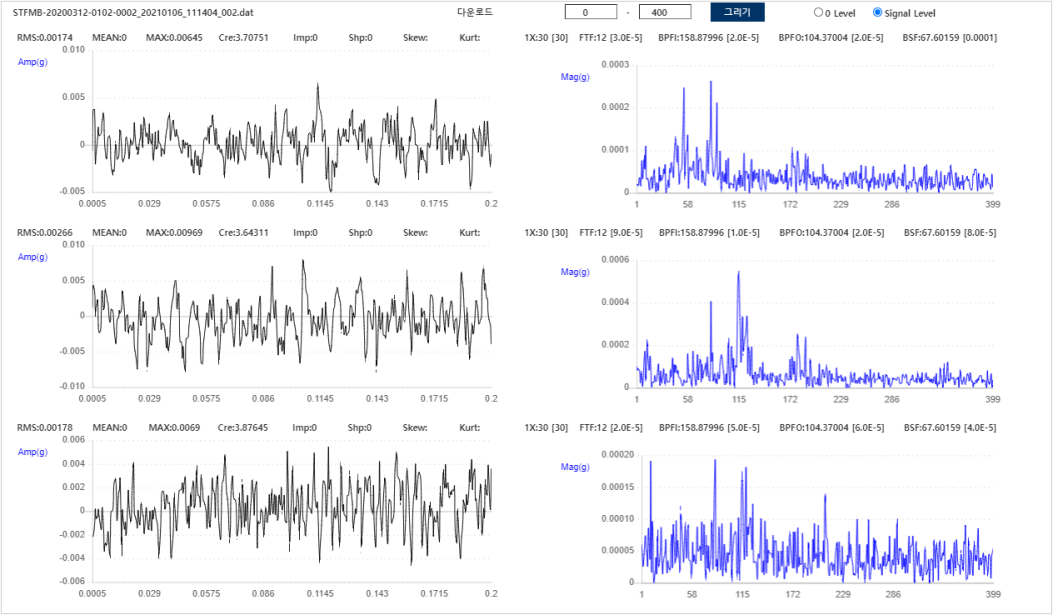 STFMB-20200312-0102-0002_20210106_111404_002.dat 다운로드 0 - 400 그리기 0 Level Signal Level
RMS:0.00174 MEAN:0 MAX:0.00645 Cre:3.70751 Imp:0 Shp:0 Skew: Kurt: 1X:30 [30] FTF:12 [3.0E-5] BPFI:158.87996 [2.0E-5] BPFO:104.37004 [2.0E-5] BSF:67.60159 [0.0001]
Amp(g)
0.010
0.005
0
-0.005
0.0005 0.029 0.0575 0.086 0.1145 0.143 0.1715 0.2
Mag(g)
0.0003
0.0002
0.0001
0
1 58 115 172 229 286 399
RMS:0.00266 MEAN:0 MAX:0.00969 Cre:3.64311 Imp:0 Shp:0 Skew: Kurt: 1X:30 [30] FTF:12 [9.0E-5] BPFI:158.87996 [1.0E-5] BPFO:104.37004 [2.0E-5] BSF:67.60159 [8.0E-5]
Amp(g)
0.010
0.005
0
-0.005
-0.010
0.0005 0.029 0.0575 0.086 0.1145 0.143 0.1715 0.2
Mag(g)
0.0006
0.0004
0.0002
0
1 58 115 172 229 286 399
RMS:0.00178 MEAN:0 MAX:0.0069 Cre:3.87645 Imp:0 Shp:0 Skew: Kurt: 1X:30 [30] FTF:12 [2.0E-5] BPFI:158.87996 [5.0E-5] BPFO:104.37004 [6.0E-5] BSF:67.60159 [4.0E-5]
Amp(g)
0.006
0.004
0.002
0
-0.002
-0.004
-0.006
0.0005 0.029 0.0575 0.086 0.1145 0.143 0.1715 0.2
Mag(g)
0.00020
0.00015
0.00010
0.00005
0
1 58 115 172 229 286 399